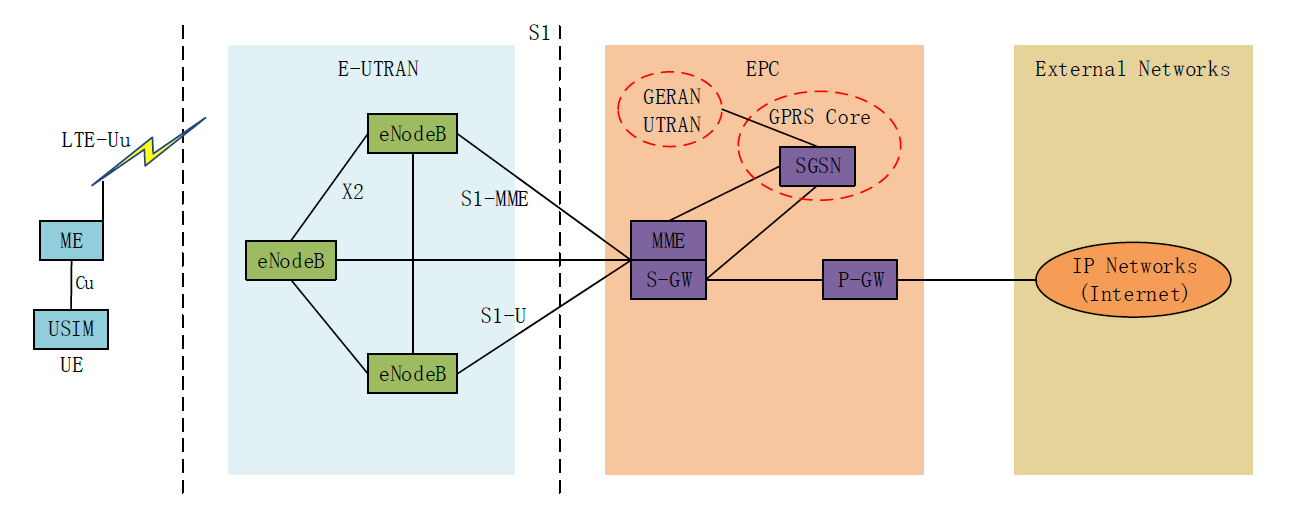 S1
E-UTRAN
EPC
External Networks
LTE-Uu
ME
Cu
USIM
UE
eNodeB
X2
eNodeB
eNodeB
S1-MME
S1-U
GERAN
UTRAN
GPRS Core
SGSN
MME
S-GW
P-GW
IP Networks
(Internet)